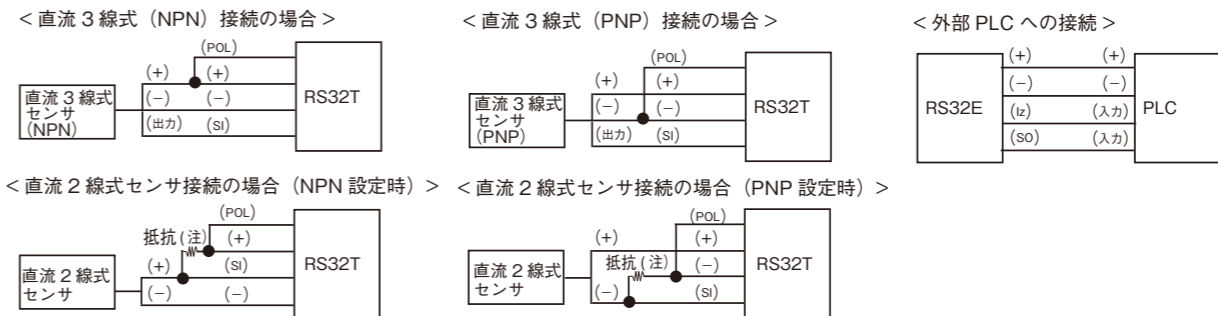 < 直流 3 線式（NPN）接続の場合 >
(POL)
(+) (+)
(−) (−)
(出力) (SI)
直流 3 線式
センサ
(NPN)
RS32T
< 直流 3 線式（PNP）接続の場合 >
(POL)
(+) (+)
(−) (−)
(出力) (SI)
直流 3 線式
センサ
(PNP)
RS32T
< 外部 PLC への接続 >
(+) (+)
(−) (−)
(Iz) (入力)
(SO) (入力)
RS32E
PLC
< 直流 2 線式センサ接続の場合（NPN 設定時）>
(POL)
抵抗(注) (+)
(+) (SI)
(−) (−)
直流 2 線式
センサ
RS32T
< 直流 2 線式センサ接続の場合（PNP 設定時）>
(POL)
(+) (+)
抵抗(注) (−)
(−) (SI)
直流 2 線式
センサ
RS32T